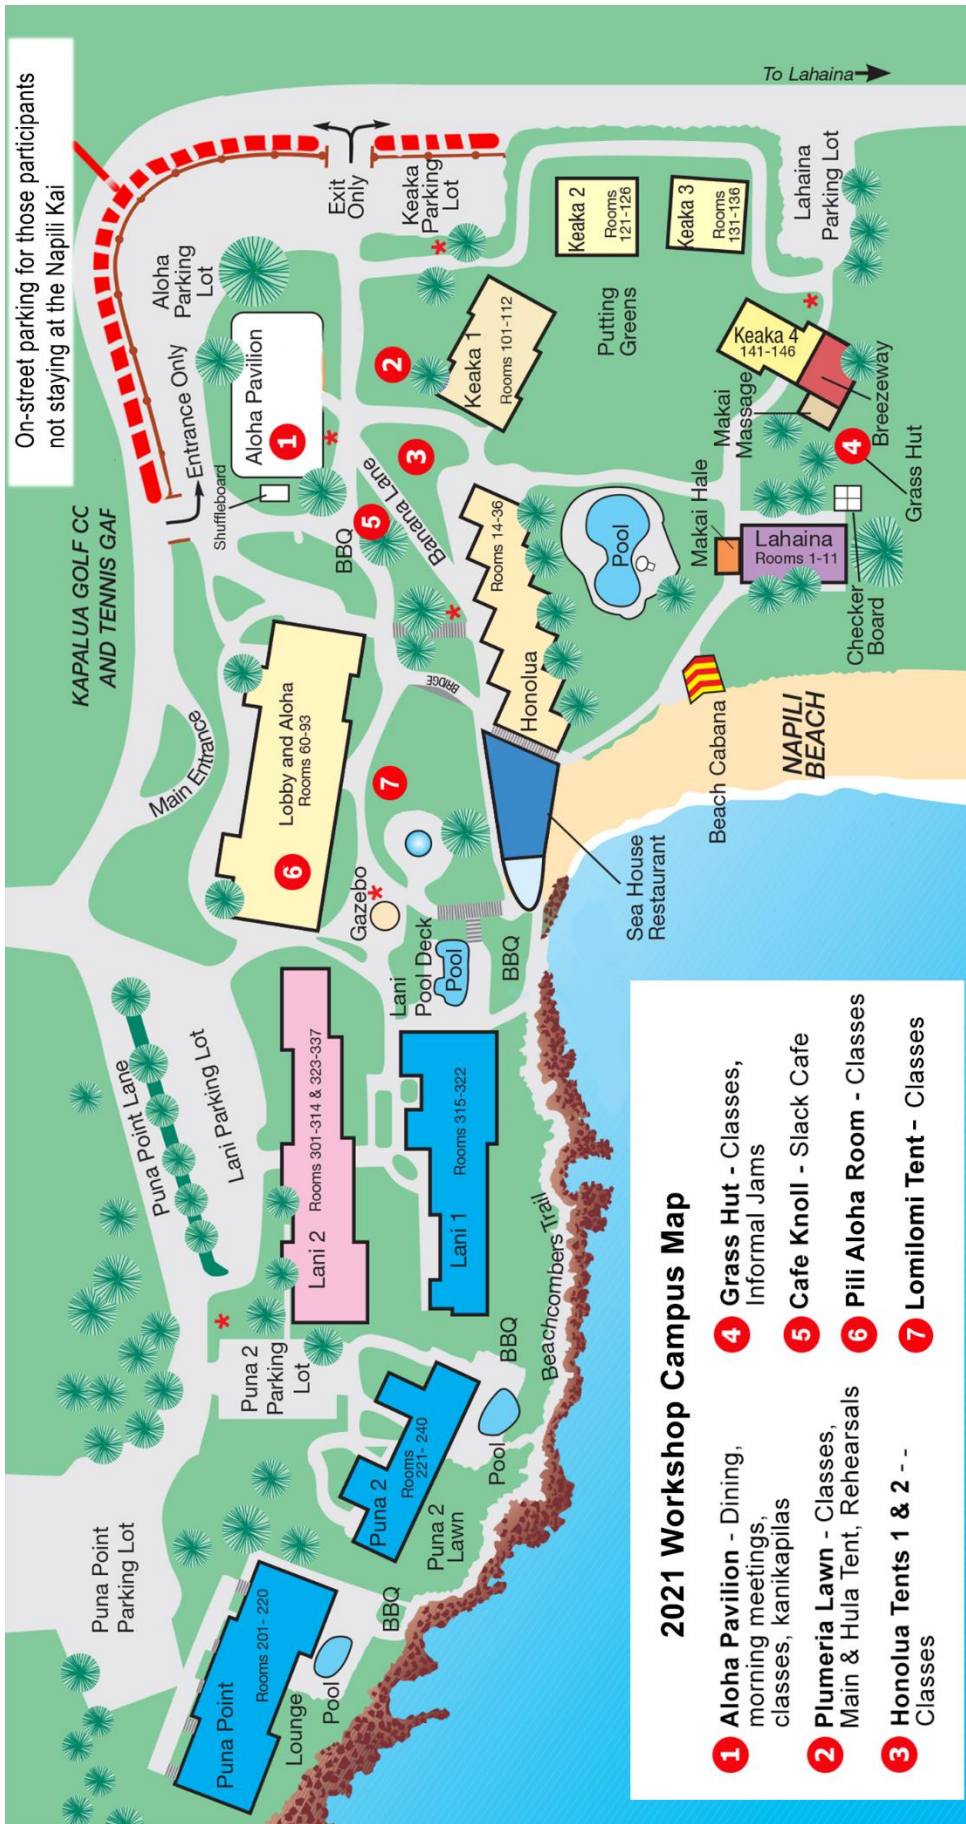 On-street parking for those participants
not staying at the Napili Kai
To Lahaina
KAPALUA GOLF CC
AND TENNIS GAF
Main Entrance
Entrance Only
Exit
Only
Aloha
Parking
Lot
Keaka
Parking
Lot
Lahaina
Parking Lot
Shuffleboard
Aloha Pavilion
1
*
2
Keaka 1
Rooms 101-112
*
Keaka 2
Rooms
121-126
Keaka 3
Rooms
131-136
Putting
Greens
Keaka 4
141-146
*
Makai
Massage
Breezeway
4
Grass Hut
Makai Hale
Lahaina
Rooms 1-11
Checker
Board
3
Banana Lane
5
BBQ
*
BRIDGE
Rooms 14-36
Honolua
Pool
Beach Cabana
NAPILI
BEACH
Sea House
Restaurant
Lobby and Aloha
Rooms 60-93
6
7
Gazebo
*
Lani
Pool Deck
Pool
BBQ
Puna Point Lane
Lani Parking Lot
Lani 2
Rooms 301-314 & 323-337
Lani 1
Rooms 315-322
Beachcombers Trail
*
Puna 2
Parking
Lot
Puna 2
Rooms
221- 240
Puna 2
Lawn
Pool
BBQ
Puna Point
Parking Lot
Puna Point
Rooms 201- 220
Lounge
Pool
BBQ
2021 Workshop Campus Map
1 Aloha Pavilion - Dining,
morning meetings,
classes, kanikapilas
2 Plumeria Lawn - Classes,
Main & Hula Tent, Rehearsals
3 Honolua Tents 1 & 2 - -
Classes
4 Grass Hut - Classes,
Informal Jams
5 Cafe Knoll - Slack Cafe
6 Pili Aloha Room - Classes
7 Lomilomi Tent - Classes